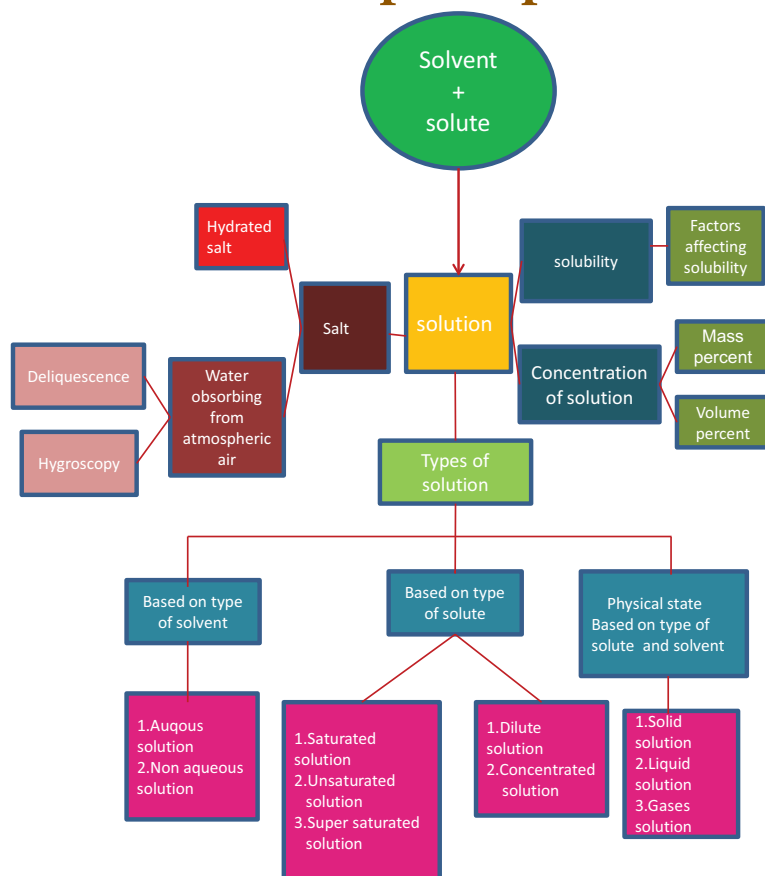 Solvent
+
solute
Hydrated
salt
Factors
affecting
solubility
solubility
Salt
solution
Mass
percent
Concentration
of solution
Volume
percent
Deliquescence
Water
obsorbing
from
atmospheric
air
Hygroscopy
Types of
solution
Based on type
of solvent
Based on type
of solute
Physical state
Based on type of
solute and solvent
1.Auqous
solution
2.Non aqueous
solution
1.Saturated
solution
2.Unsaturated
solution
3.Super saturated
solution
1.Dilute
solution
2.Concentrated
solution
1.Solid
solution
2.Liquid
solution
3.Gases
solution